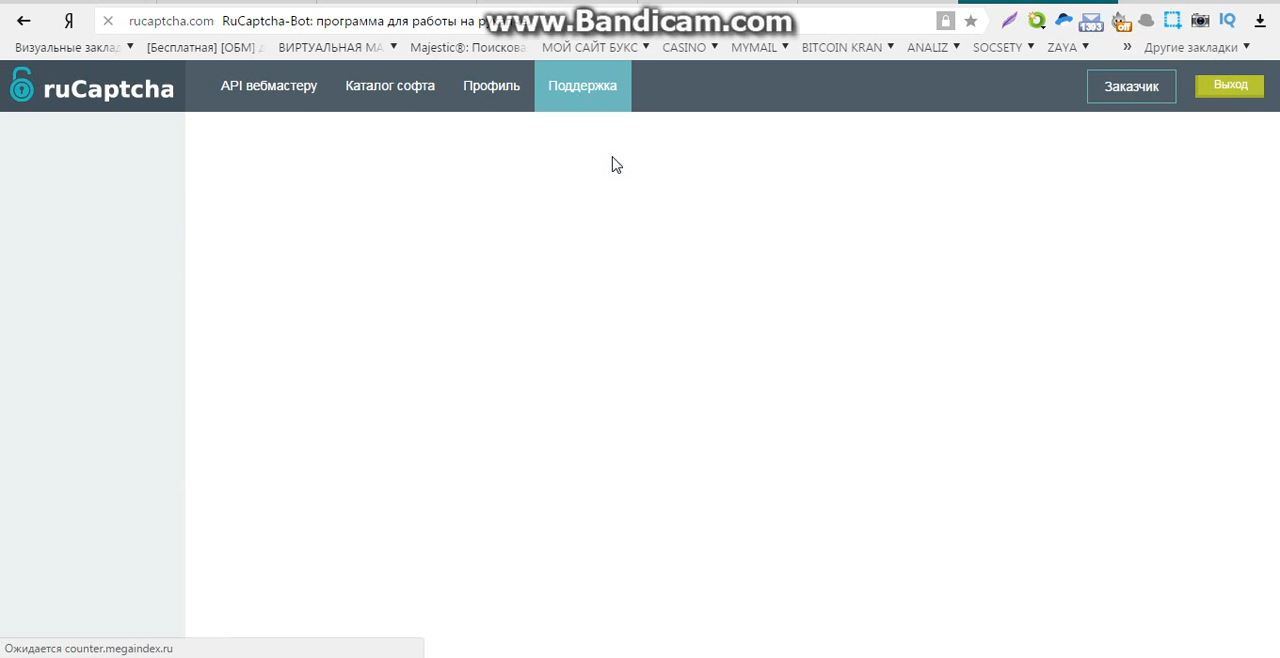 www.Bandicam.com
Я rucaptcha.com RuCaptcha-Bot: программа для работы на
Визуальные заклад [Бесплатная] [ОБМ] ВИРТУАЛЬНАЯ МА Majestic®: Поискова МОЙ САЙТ БУКС CASINO MYMAIL BITCOIN KRAN ANALIZ SOCSETY ZAYA » Другие закладки
ruCaptcha API вебмастеру Каталог софта Профиль Поддержка Заказчик Выход
Ожидается counter.megaindex.ru